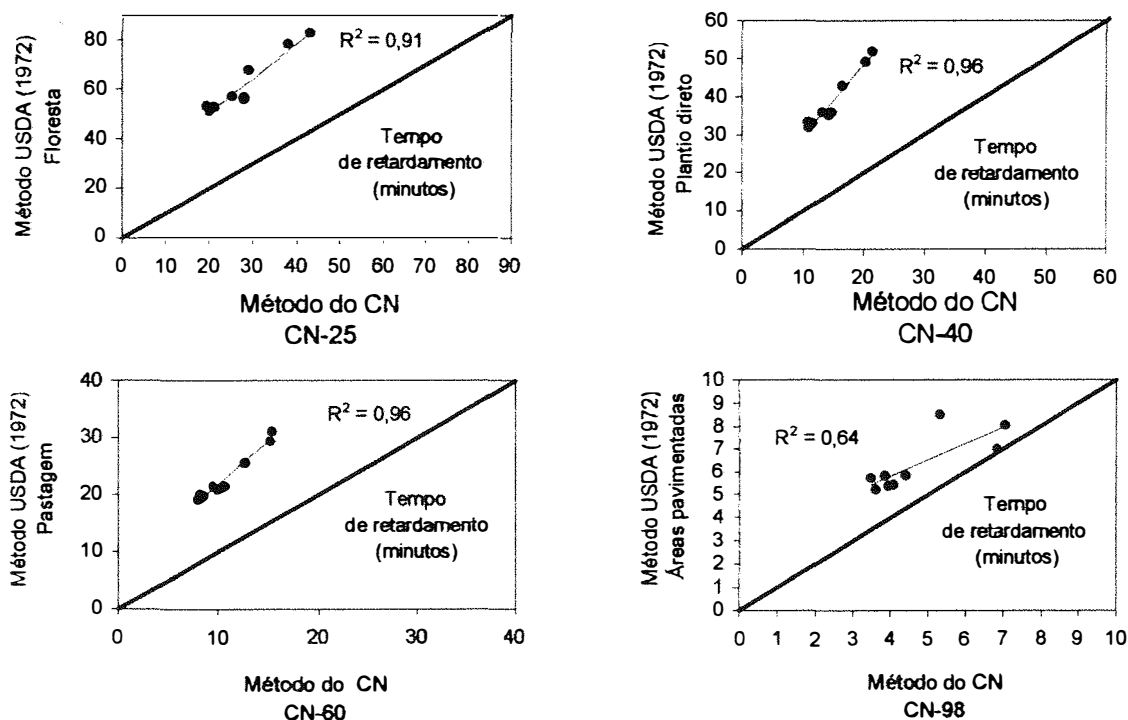 Método USDA (1972)
Floresta
80
60
40
20
0
R² = 0,91
Tempo
de retardamento
(minutos)
0 10 20 30 40 50 60 70 80 90
Método do CN
CN-25
Método USDA (1972)
Plantio direto
60
50
40
30
20
10
0
R² = 0,96
Tempo
de retardamento
(minutos)
0 10 20 30 40 50 60
Método do CN
CN-40
Método USDA (1972)
Pastagem
40
30
20
10
0
R² = 0,96
Tempo
de retardamento
(minutos)
0 10 20 30 40
Método do CN
CN-60
Método USDA (1972)
Áreas pavimentadas
10
9
8
7
6
5
4
3
2
1
0
R² = 0,64
Tempo
de retardamento
(minutos)
0 1 2 3 4 5 6 7 8 9 10
Método do CN
CN-98